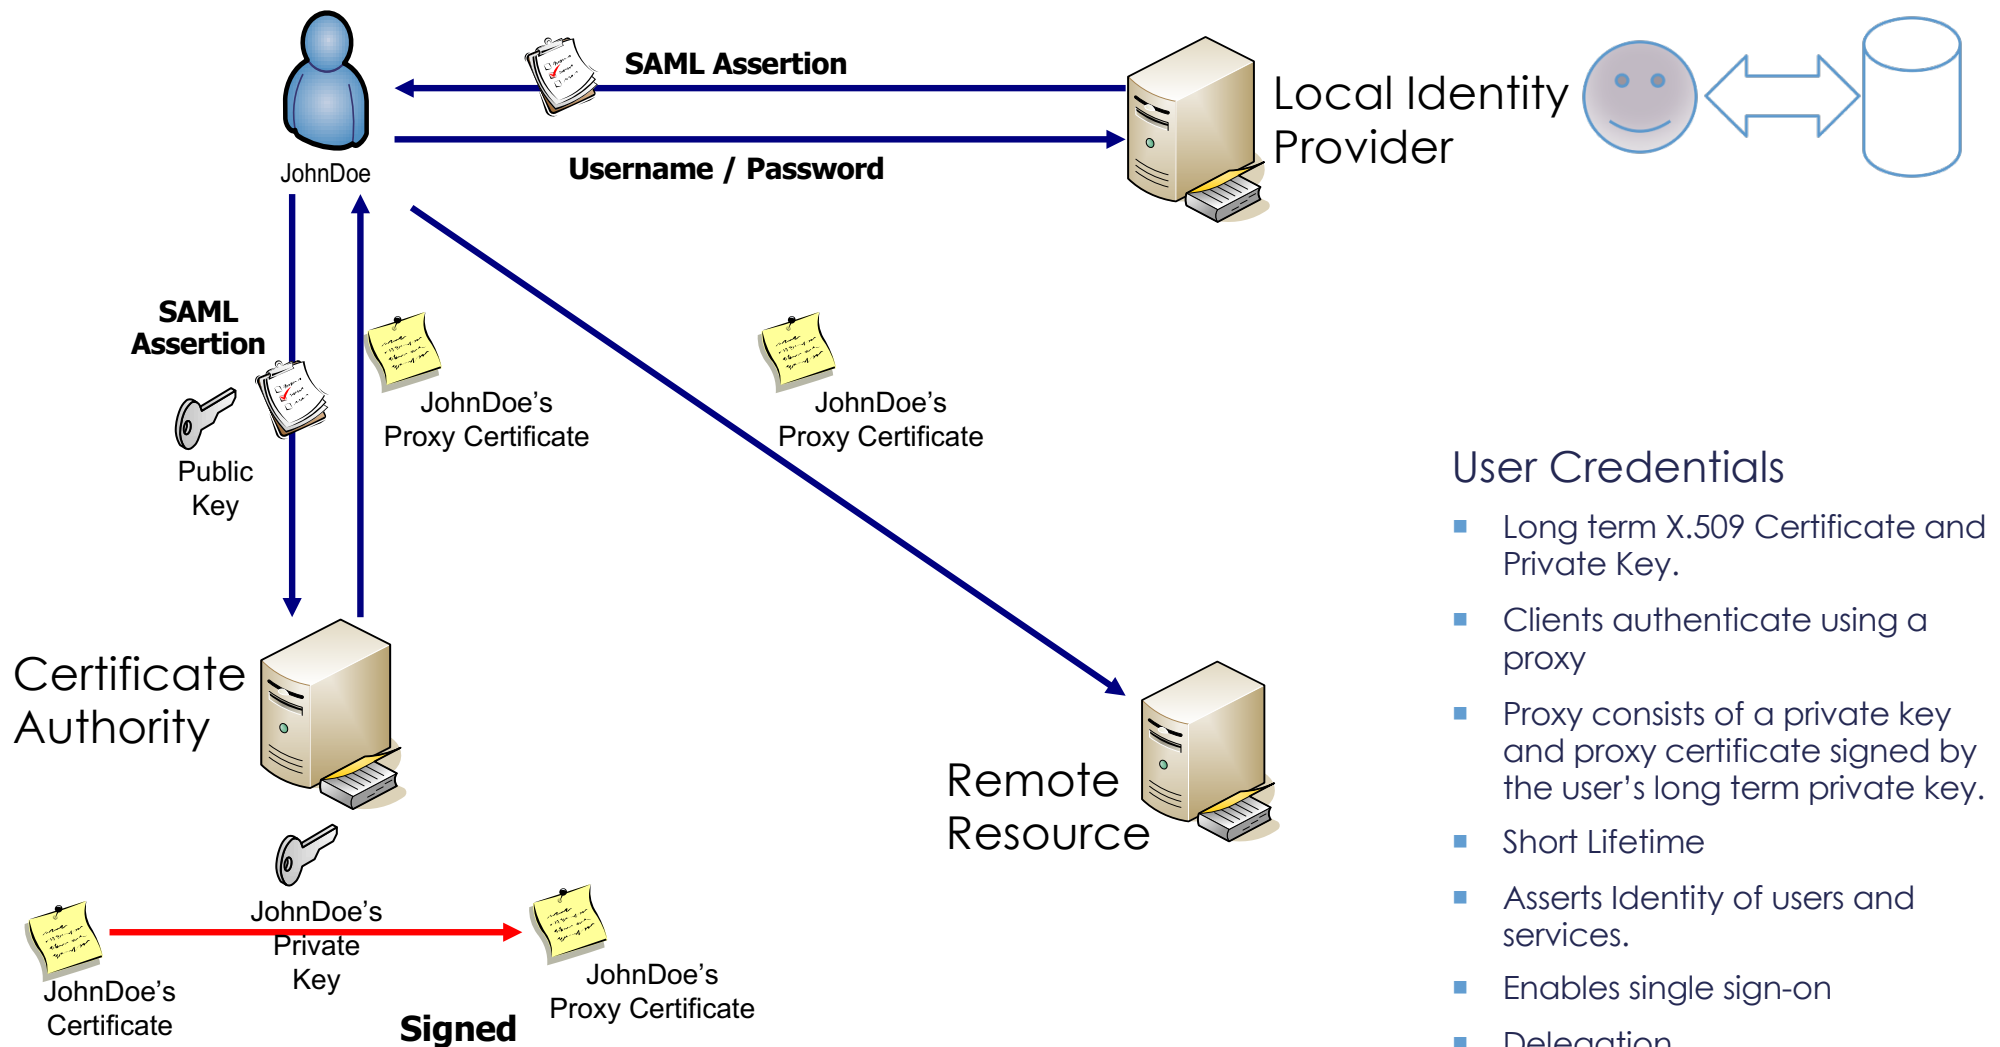 SAML Assertion
Local Identity
Provider
Username / Password
JohnDoe
SAML
Assertion
Public
Key
JohnDoe's
Proxy Certificate
JohnDoe's
Proxy Certificate
Certificate
Authority
Remote
Resource
JohnDoe's
Private
Key
JohnDoe's
Certificate
Signed
JohnDoe's
Proxy Certificate
User Credentials
▪ Long term X.509 Certificate and
Private Key.
▪ Clients authenticate using a
proxy
▪ Proxy consists of a private key
and proxy certificate signed by
the user's long term private key.
▪ Short Lifetime
▪ Asserts Identity of users and
services.
▪ Enables single sign-on
▪ Delegation